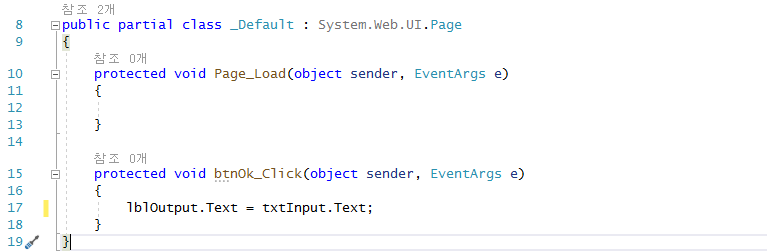 참조 2개
8 public partial class _Default : System.Web.UI.Page
9 {
참조 0개
10 protected void Page_Load(object sender, EventArgs e)
11 {
12
13 }
14
참조 0개
15 protected void btnOk_Click(object sender, EventArgs e)
16 {
17 lblOutput.Text = txtInput.Text;
18 }
19 }